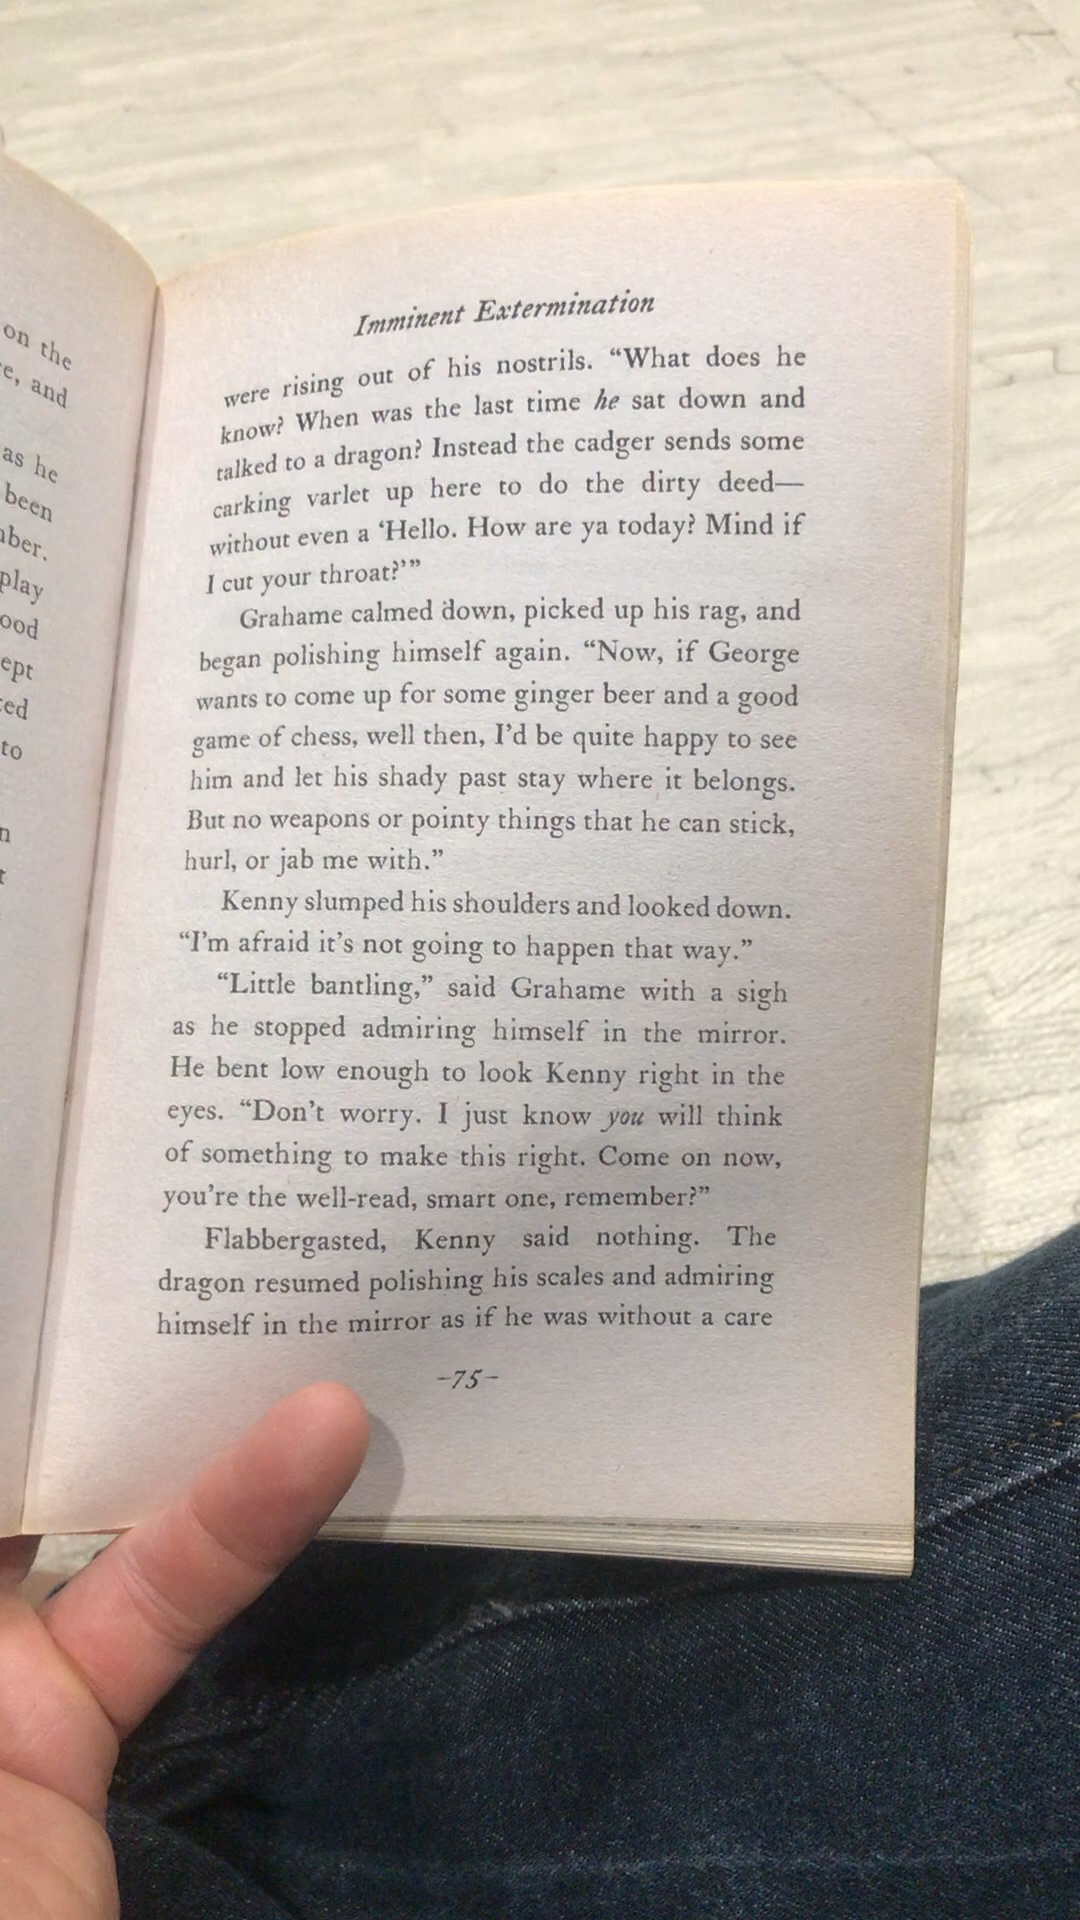 on the
e, and
as he
been
mber.
play
ood
ept
ted
to
n
t
Imminent Extermination
were rising out of his nostrils. “What does he
know? When was the last time he sat down and
talked to a dragon? Instead the cadger sends some
carking varlet up here to do the dirty deed—
without even a ‘Hello. How are ya today? Mind if
I cut your throat?’”
Grahame calmed down, picked up his rag, and
began polishing himself again. “Now, if George
wants to come up for some ginger beer and a good
game of chess, well then, I’d be quite happy to see
him and let his shady past stay where it belongs.
But no weapons or pointy things that he can stick,
hurl, or jab me with.”
Kenny slumped his shoulders and looked down.
“I’m afraid it’s not going to happen that way.”
“Little bantling,” said Grahame with a sigh
as he stopped admiring himself in the mirror.
He bent low enough to look Kenny right in the
eyes. “Don’t worry. I just know you will think
of something to make this right. Come on now,
you’re the well-read, smart one, remember?”
Flabbergasted, Kenny said nothing. The
dragon resumed polishing his scales and admiring
himself in the mirror as if he was without a care
-75-